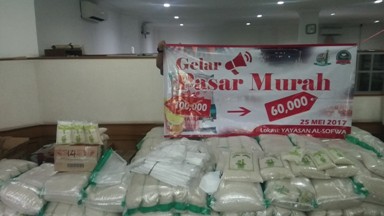 Gelar
Pasar Murah
100,000
60,000
25 MEI 2017
Lokasi: YAYASAN AL-SOFWA